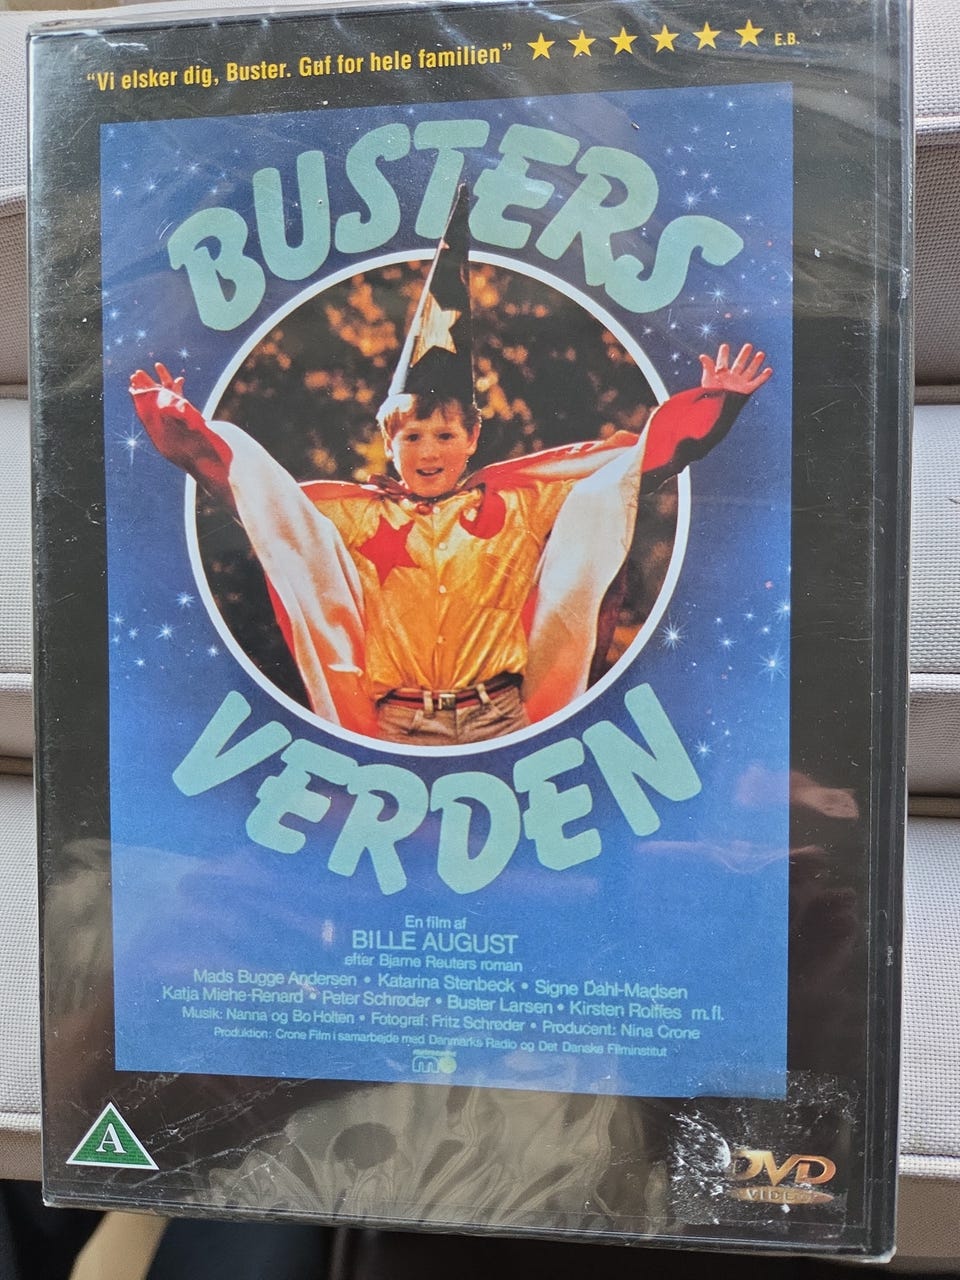 "Vi elsker dig, Buster. Guf for hele familien" ★★★★★★ E.B.
BUSTERS
VERDEN
En film af
BILLE AUGUST
efter Bjarne Reuters roman
Mads Bugge Andersen • Katarina Stenbeck • Signe Dahl-Madsen
Katja Miehe-Renard • Peter Schrøder • Buster Larsen • Kirsten Rolffes m.fl.
Musik: Nanna og Bo Holten • Fotograf: Fritz Schrøder • Producent: Nina Crone
Produktion: Crone Film i samarbejde med Danmarks Radio og Det Danske Filminstitut
A
DVD
VIDEO